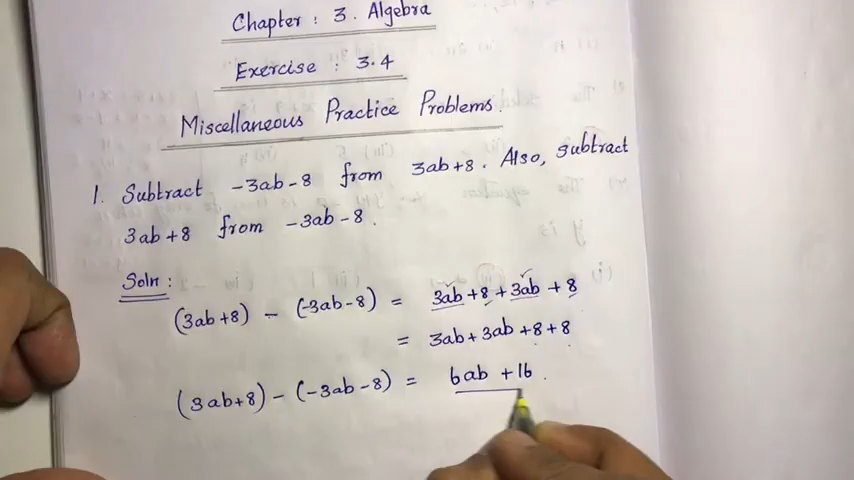 Chapter : 3. Algebra
Exercise : 3.4
Miscellaneous Practice Problems.
1. Subtract -3ab-8 from 3ab+8. Also, subtract
3ab+8 from -3ab-8.
Soln :
(3ab+8) - (-3ab-8) = 3ab+8+3ab+8
= 3ab+3ab+8+8
(3ab+8) - (-3ab-8) = 6ab+16.